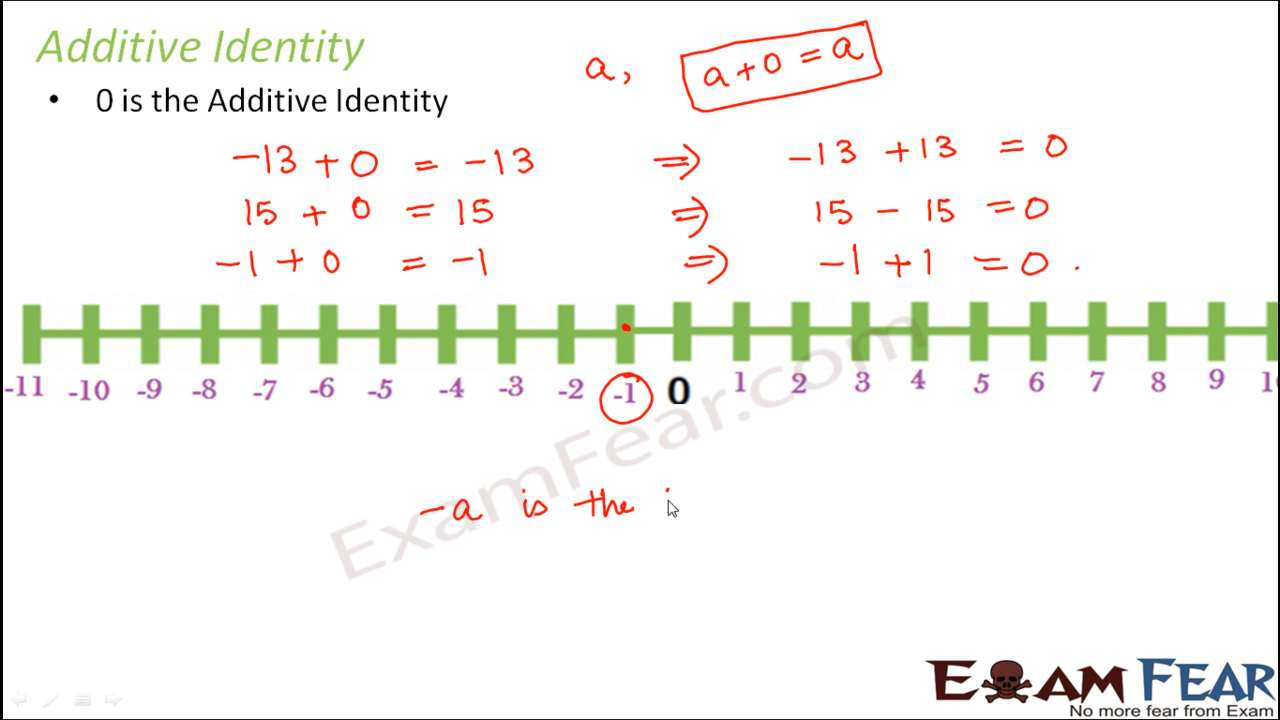 Additive Identity
a, a + 0 = a
• 0 is the Additive Identity
-13 + 0 = -13 ⇒ -13 + 13 = 0
15 + 0 = 15 ⇒ 15 - 15 = 0
-1 + 0 = -1 ⇒ -1 + 1 = 0 .
-11 -10 -9 -8 -7 -6 -5 -4 -3 -2 -1 0 1 2 3 4 5 6 7 8 9
ExamFear.com
-a is the
EXAM FEAR
No more fear from Exam